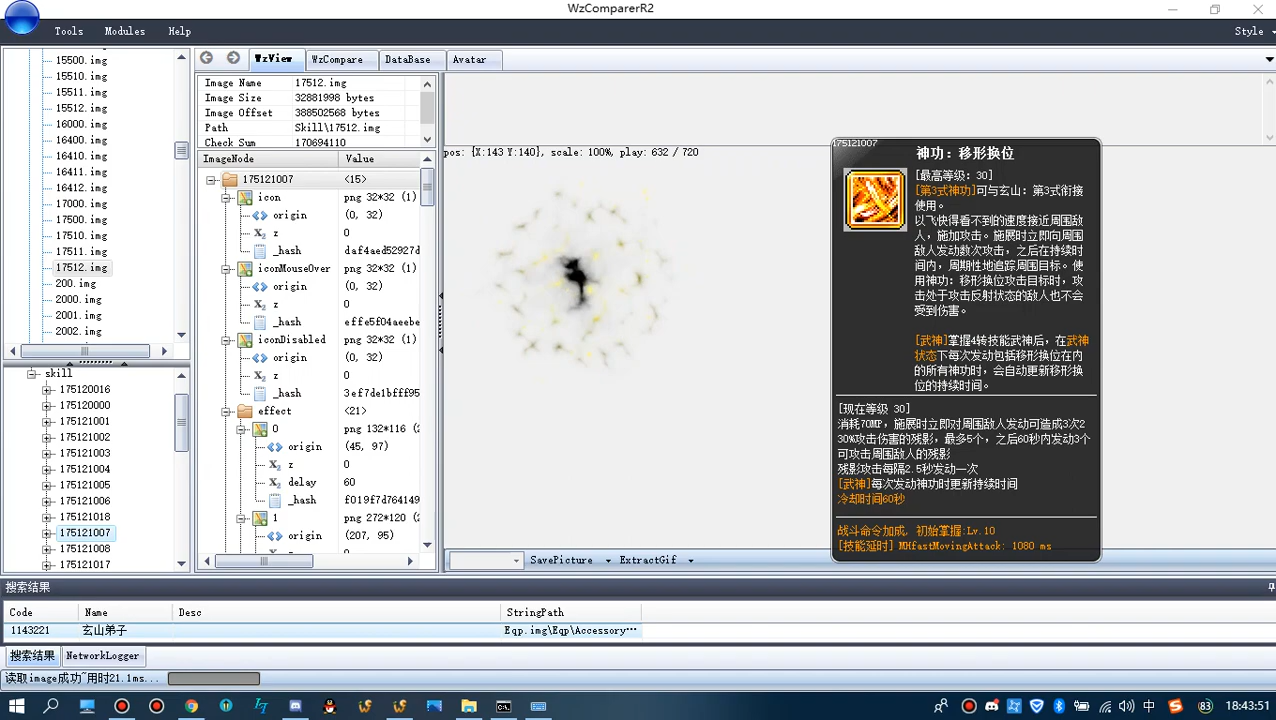 WzComparerR2
Tools Modules Help Style
15500.img
15510.img
15511.img
15512.img
16000.img
16400.img
16410.img
16411.img
16412.img
17000.img
17500.img
17510.img
17511.img
17512.img
200.img
2000.img
2001.img
2002.img
skill
175120016
175120000
175121001
175121002
175121003
175121004
175121005
175121006
175121018
175121007
175121008
175121017
WzView WzCompare DataBase Avatar
Image Name 17512.img
Image Size 32881998 bytes
Image Offset 388502568 bytes
Path Skill\17512.img
Check Sum 170694110
ImageNode Value
175121007 <15>
icon png 32*32 (1)
origin (0, 32)
z 0
_hash daf4aed52927d
iconMouseOver png 32*32 (1)
origin (0, 32)
z 0
_hash effe5f04aeebe
iconDisabled png 32*32 (1)
origin (0, 32)
z 0
_hash 3ef7de1bfff95
effect <21>
0 png 132*116 (1)
origin (45, 97)
z 0
delay 60
_hash f019f7d764149
1 png 272*120 (1)
origin (207, 95)
pos: {X:143 Y:140}, scale: 100%, play: 632 / 720
175121007
神功：移形换位
[最高等级：30]
[第3式神功]可与玄山：第3式衔接
使用。
以飞快得看不到的速度接近周围敌
人，施加攻击。施展时立即向周围
敌人发动数次攻击，之后在持续时
间内，周期性地追踪周围目标。使
用神功：移形换位攻击目标时，攻
击处于攻击反射状态的敌人也不会
受到伤害。
[武神]掌握4转技能武神后，在武神
状态下每次发动包括移形换位在内
的所有神功时，会自动更新移形换
位的持续时间。
[现在等级 30]
消耗70MP，施展时立即对周围敌人发动可造成3次2
30%攻击伤害的残影，最多5个，之后60秒内发动3个
可攻击周围敌人的残影
残影攻击每隔2.5秒发动一次
[武神]每次发动神功时更新持续时间
冷却时间60秒
战斗命令加成，初始掌握:Lv.10
[技能延时] MHfastMovingAttack: 1080 ms
SavePicture ExtractGif
搜索结果
Code Name Desc StringPath
1143221 玄山弟子 Eqp.img\Eqp\Accessory…
搜索结果 NetworkLogger
读取image成功~用时21.1ms...
中 83 18:43:51